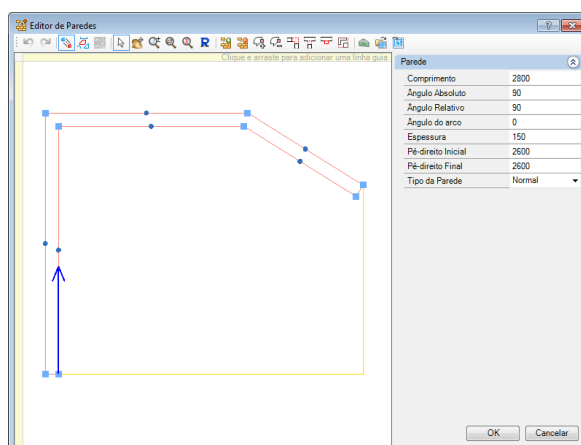 Editor de Paredes
R
Clique e arraste para adicionar uma linha guia
Parede
Comprimento 2800
Ângulo Absoluto 90
Ângulo Relativo 90
Ângulo do arco 0
Espessura 150
Pé-direito Inicial 2600
Pé-direito Final 2600
Tipo da Parede Normal
OK Cancelar